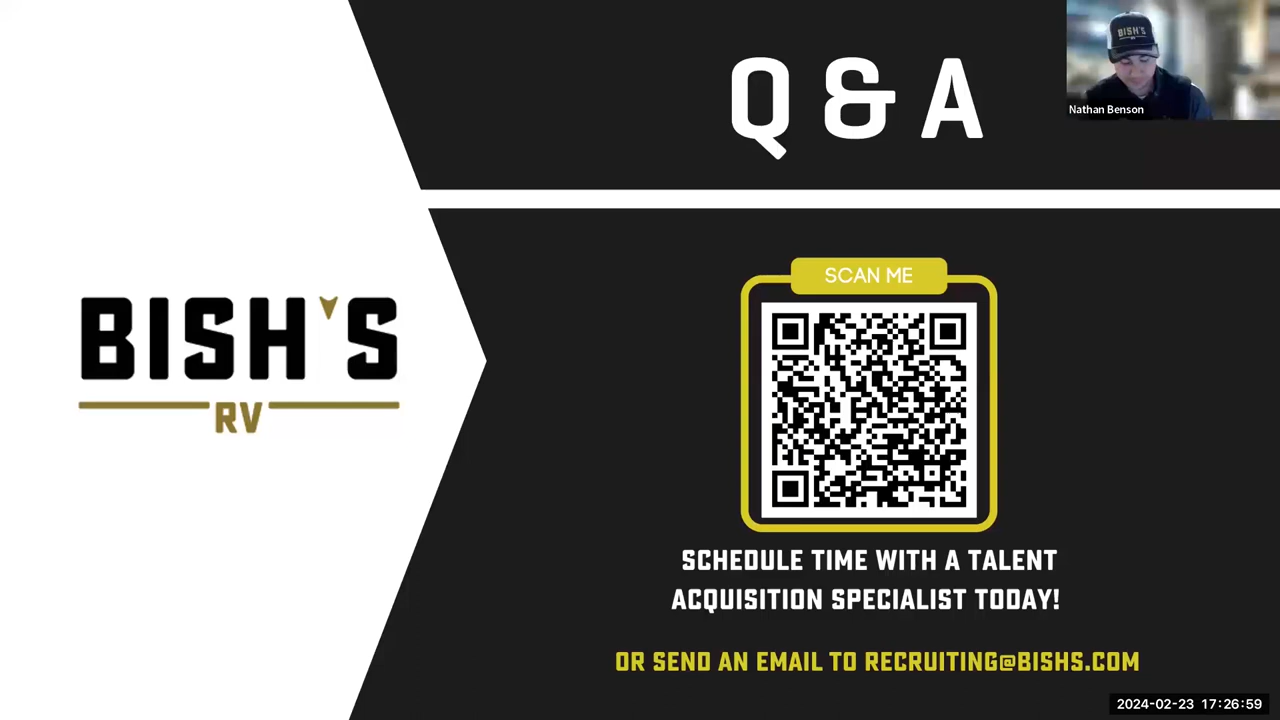 Q & A
BISH'S
Nathan Benson
SCAN ME
BISH'S
RV
SCHEDULE TIME WITH A TALENT
ACQUISITION SPECIALIST TODAY!
OR SEND AN EMAIL TO RECRUITING@BISHS.COM
2024-02-23 17:26:59